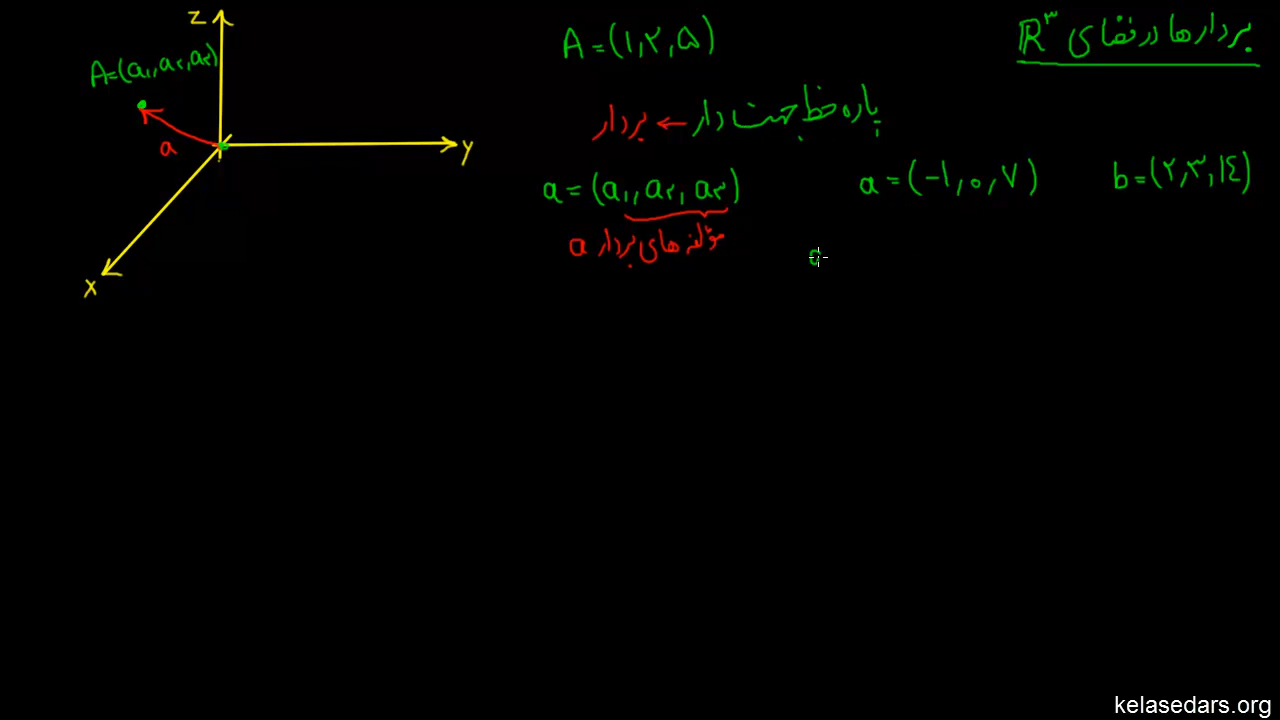 بردارها در فضای ℝ^۳
A = (۱, ۲, ۵)
z
A = (a₁, a₂, a₃)
پاره خط جهت دار ← بردار
a
y
a = (a₁, a₂, a₃)
a = (-۱, ۰, ۷)
b = (۲, ۳, ۱۴)
مؤلفه های بردار a
x
kelasedars.org